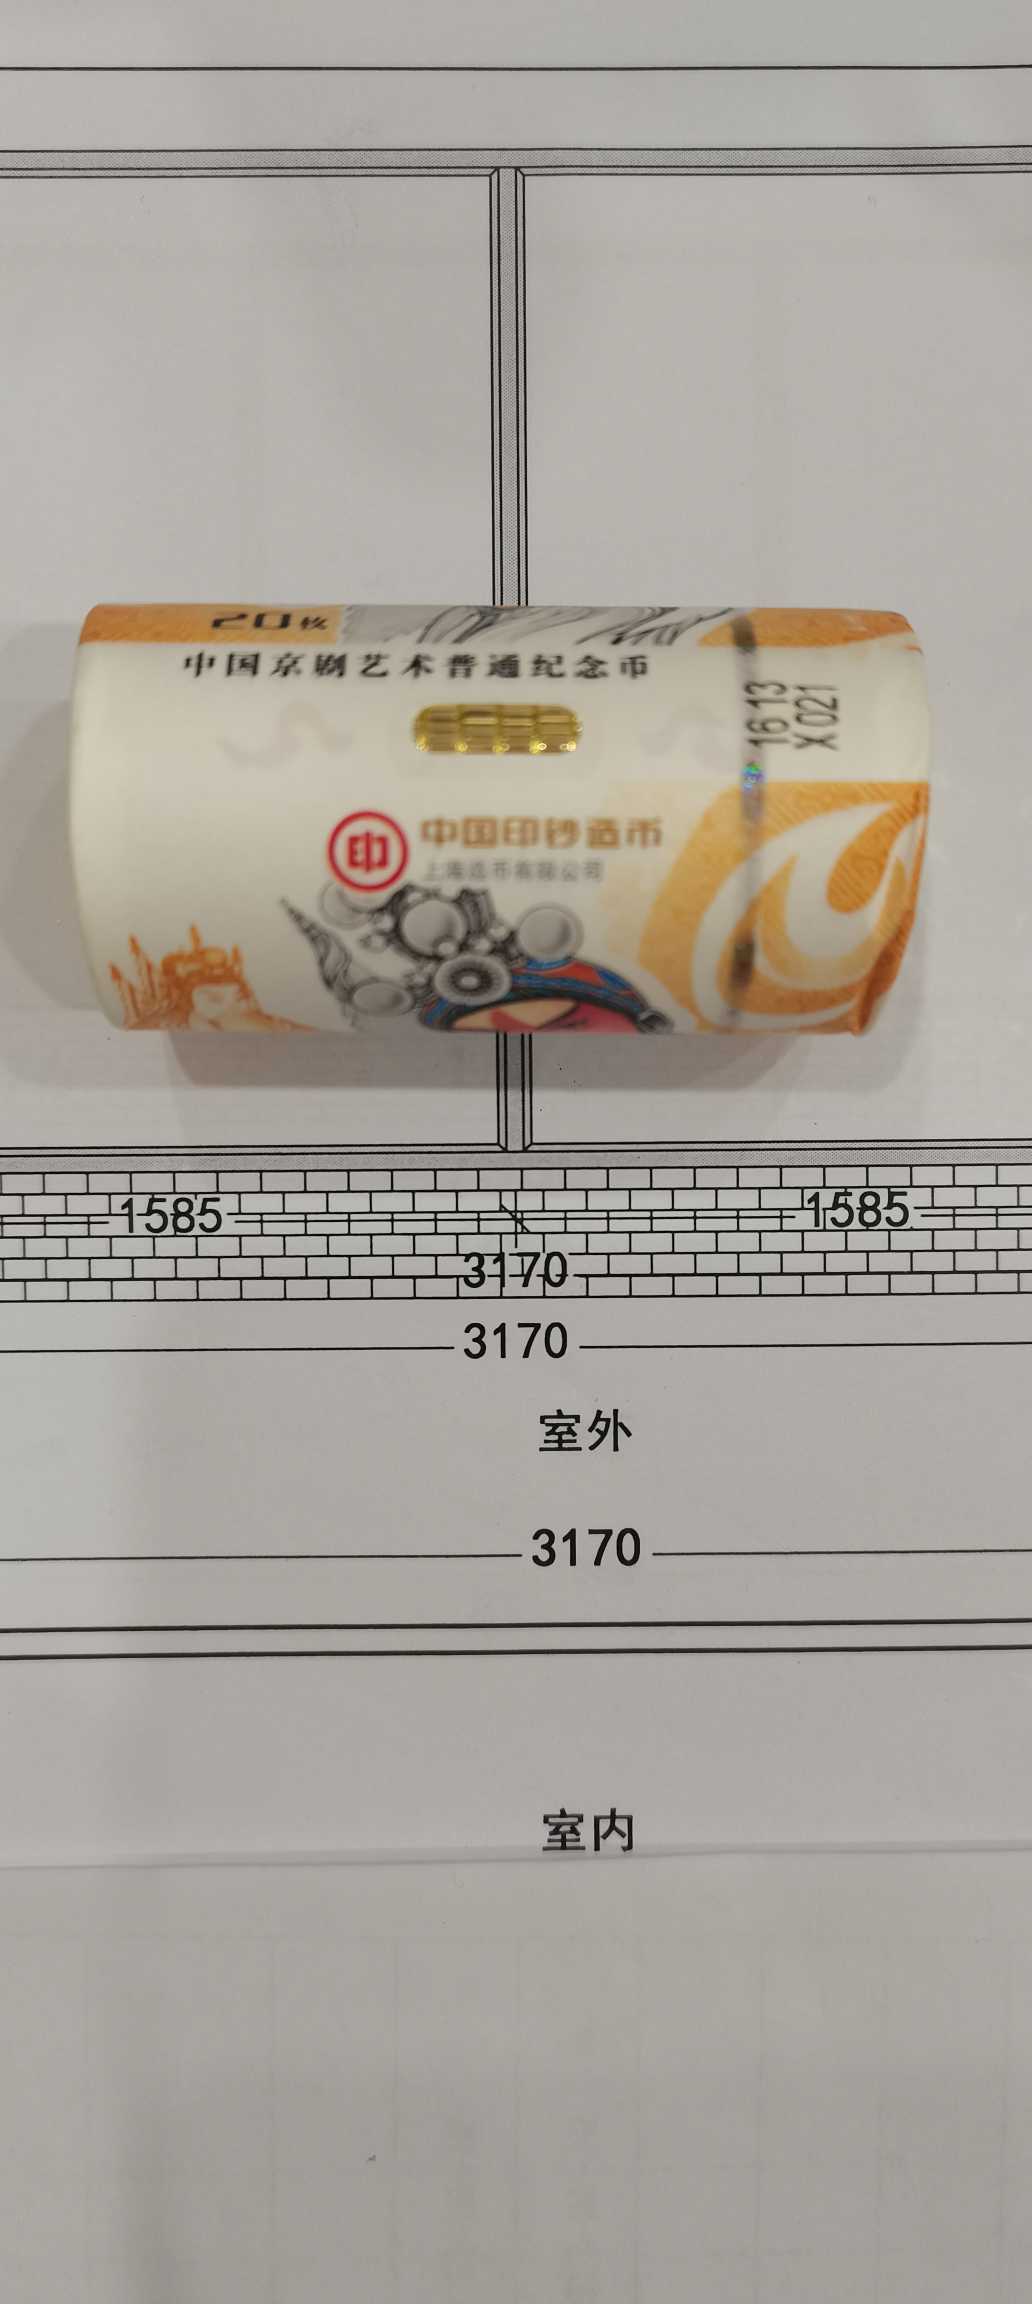 20枚
中国京剧艺术普通纪念币
16 13
X 021
印
中国印钞造币
上海造币有限公司
1585
1585
3170
3170
室外
3170
室内